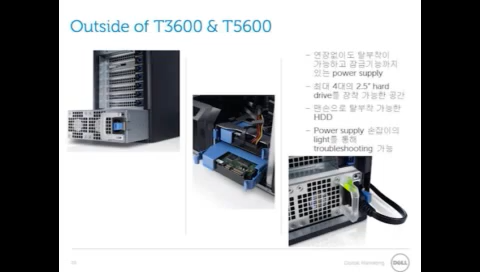 Outside of T3600 & T5600
– 연장없이도 탈부착이
가능하고 잠금기능까지
있는 power supply
– 최대 4대의 2.5" hard
drive를 장착 가능한 공간
– 맨손으로 탈부착 가능한
HDD
– Power supply 손잡이의
light를 통해
troubleshooting 가능
Global Marketing
DELL